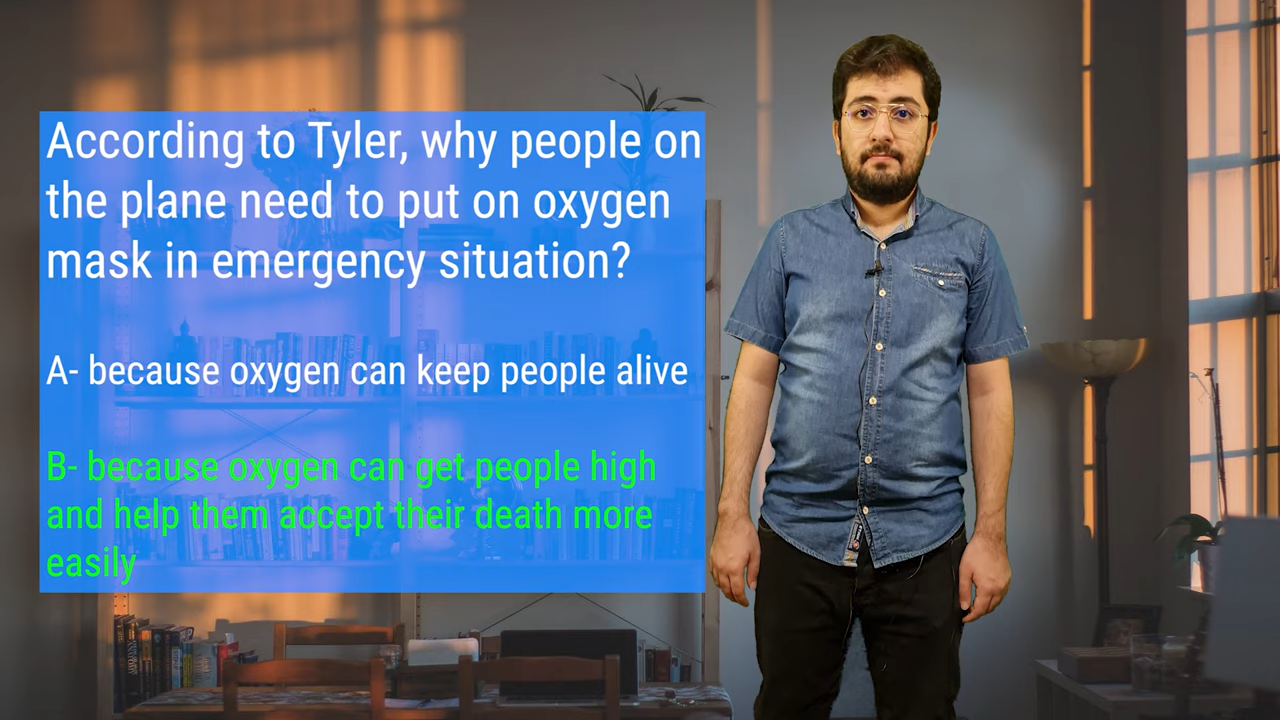 According to Tyler, why people on
the plane need to put on oxygen
mask in emergency situation?
A- because oxygen can keep people alive
B- because oxygen can get people high
and help them accept their death more
easily